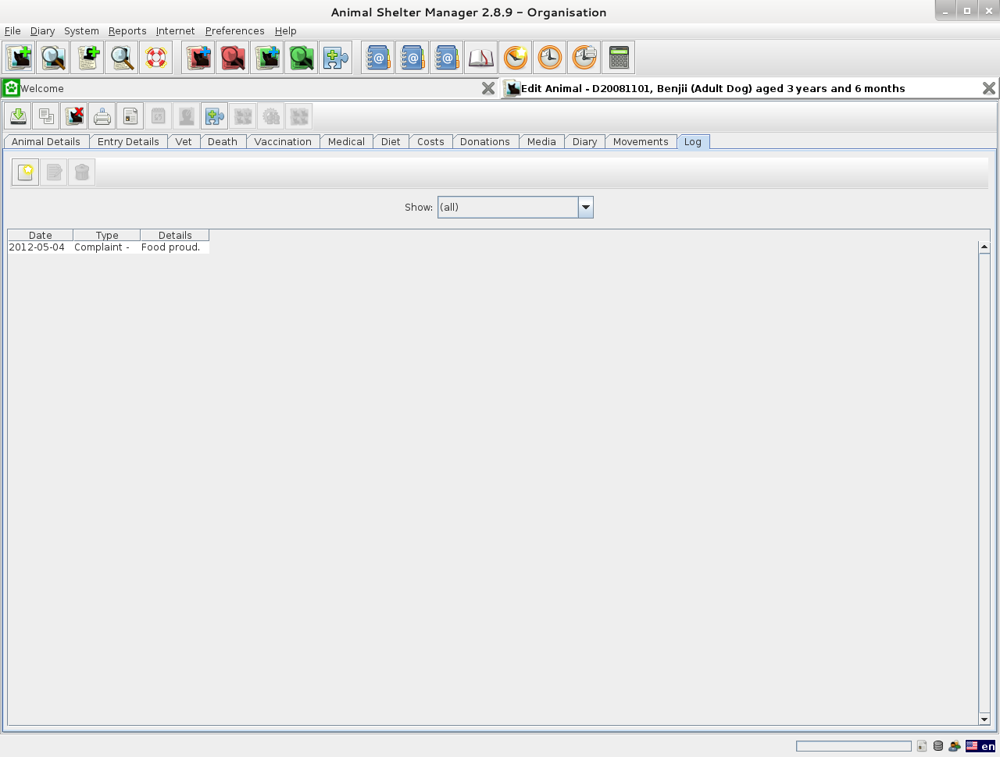 Animal Shelter Manager 2.8.9 – Organisation
File Diary System Reports Internet Preferences Help
Welcome
Edit Animal - D20081101, Benjii (Adult Dog) aged 3 years and 6 months
Animal Details Entry Details Vet Death Vaccination Medical Diet Costs Donations Media Diary Movements Log
Show: (all)
Date Type Details
2012-05-04 Complaint - Food proud.
en